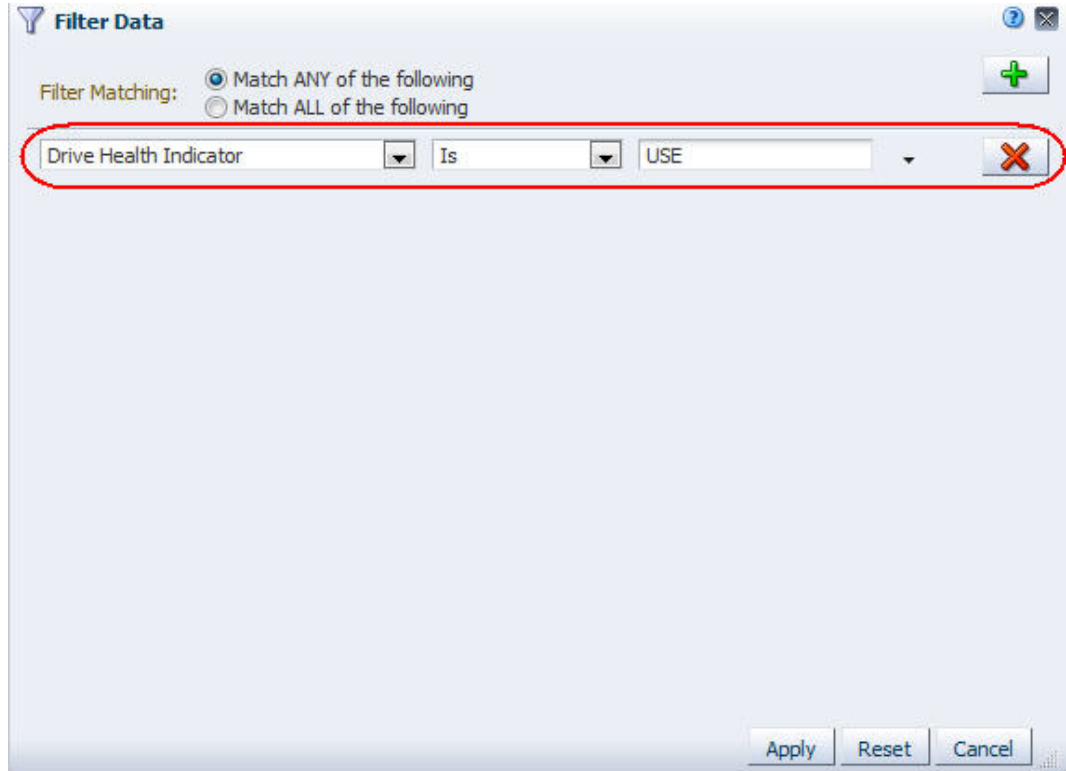 Filter Data
Filter Matching:
Match ANY of the following
Match ALL of the following
Drive Health Indicator Is USE
Apply Reset Cancel